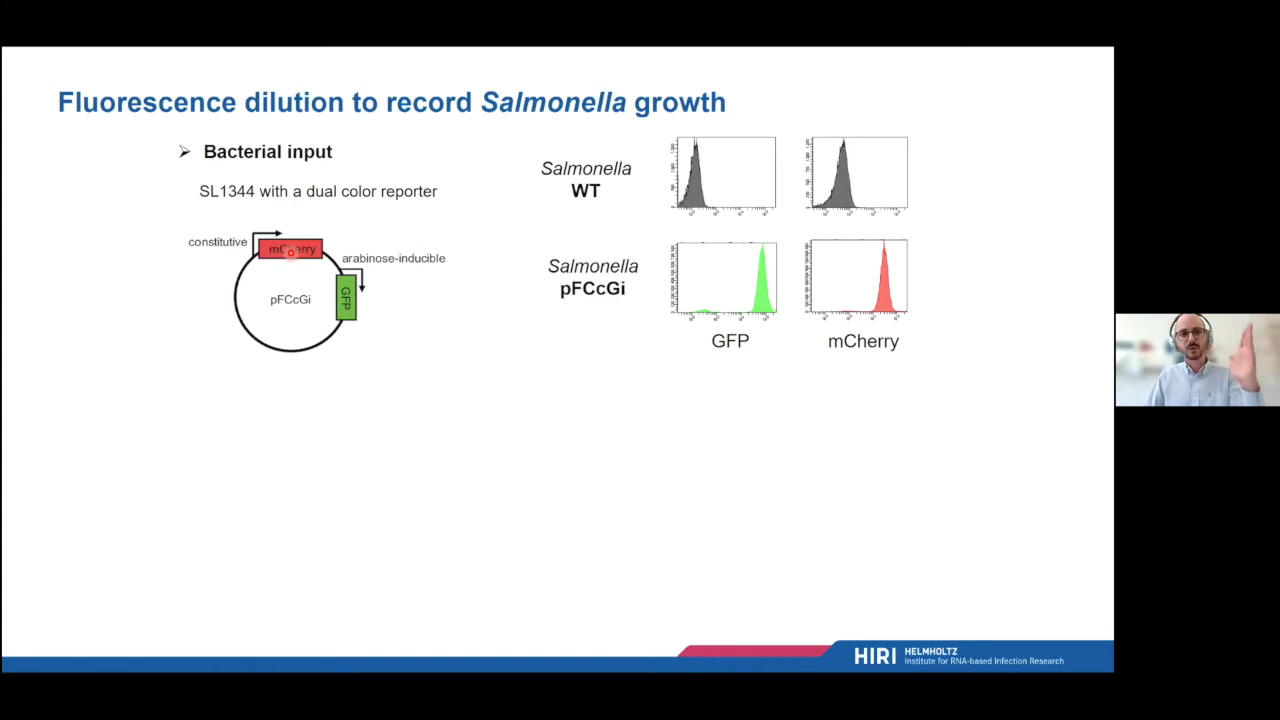 Fluorescence dilution to record Salmonella growth
➢ Bacterial input
SL1344 with a dual color reporter
constitutive
mCherry
arabinose-inducible
GFP
pFCcGi
Salmonella
WT
Salmonella
pFCcGi
GFP
mCherry
HIRI
HELMHOLTZ
Institute for RNA-based Infection Research